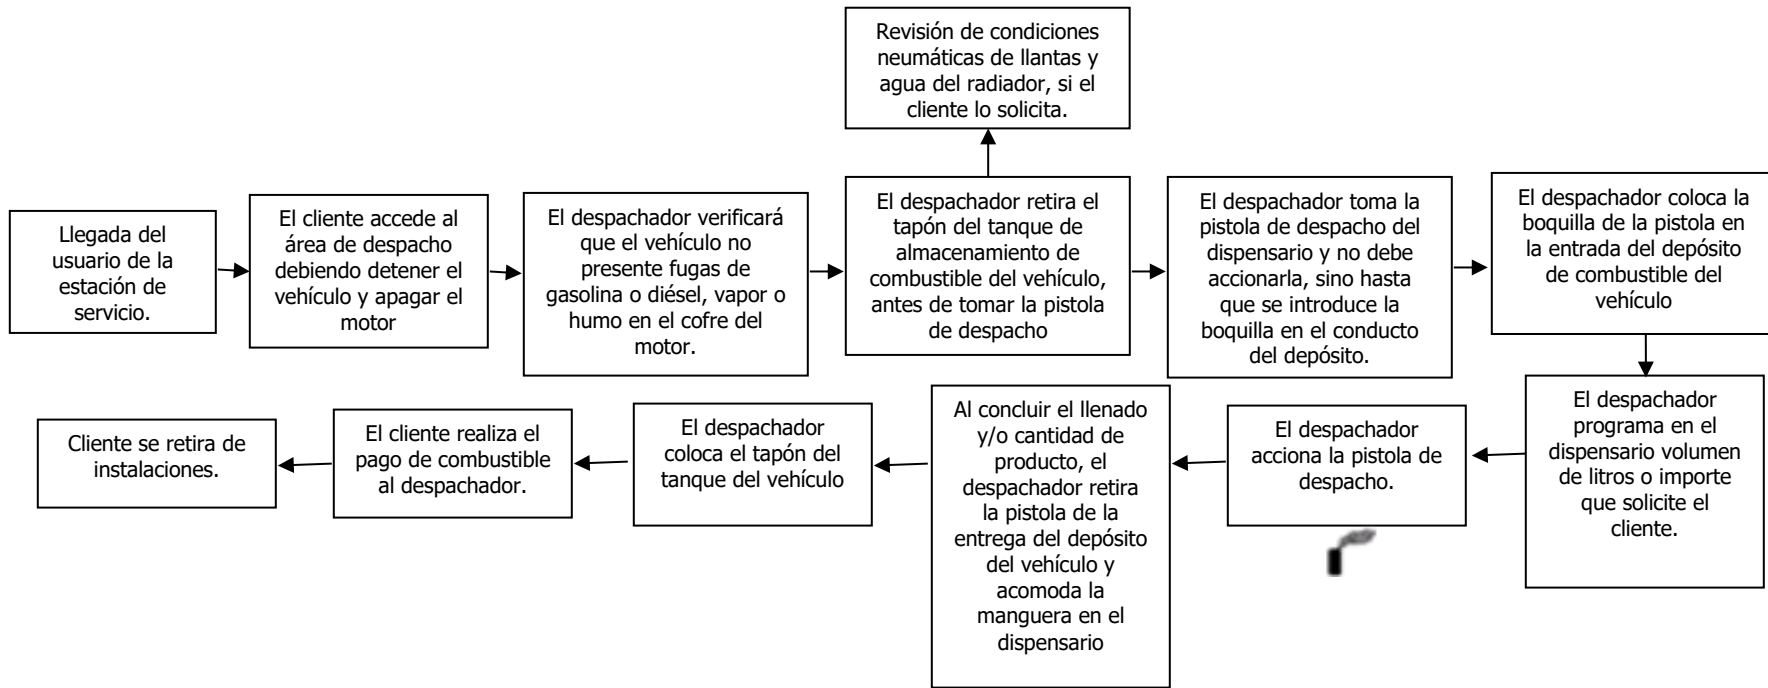 Revisión de condiciones
neumáticas de llantas y
agua del radiador, si el
cliente lo solicita.
Llegada del
usuario de la
estación de
servicio.
El cliente accede al
área de despacho
debiendo detener el
vehículo y apagar el
motor
El despachador verificará
que el vehículo no
presente fugas de
gasolina o diésel, vapor o
humo en el cofre del
motor.
El despachador retira el
tapón del tanque de
almacenamiento de
combustible del vehículo,
antes de tomar la pistola
de despacho
El despachador toma la
pistola de despacho del
dispensario y no debe
accionarla, sino hasta
que se introduce la
boquilla en el conducto
del depósito.
El despachador coloca la
boquilla de la pistola en
la entrada del depósito
de combustible del
vehículo
El despachador
programa en el
dispensario volumen
de litros o importe
que solicite el
cliente.
El despachador
acciona la pistola de
despacho.
Al concluir el llenado
y/o cantidad de
producto, el
despachador retira
la pistola de la
entrega del depósito
del vehículo y
acomoda la
manguera en el
dispensario
El despachador
coloca el tapón del
tanque del vehículo
El cliente realiza el
pago de combustible
al despachador.
Cliente se retira de
instalaciones.